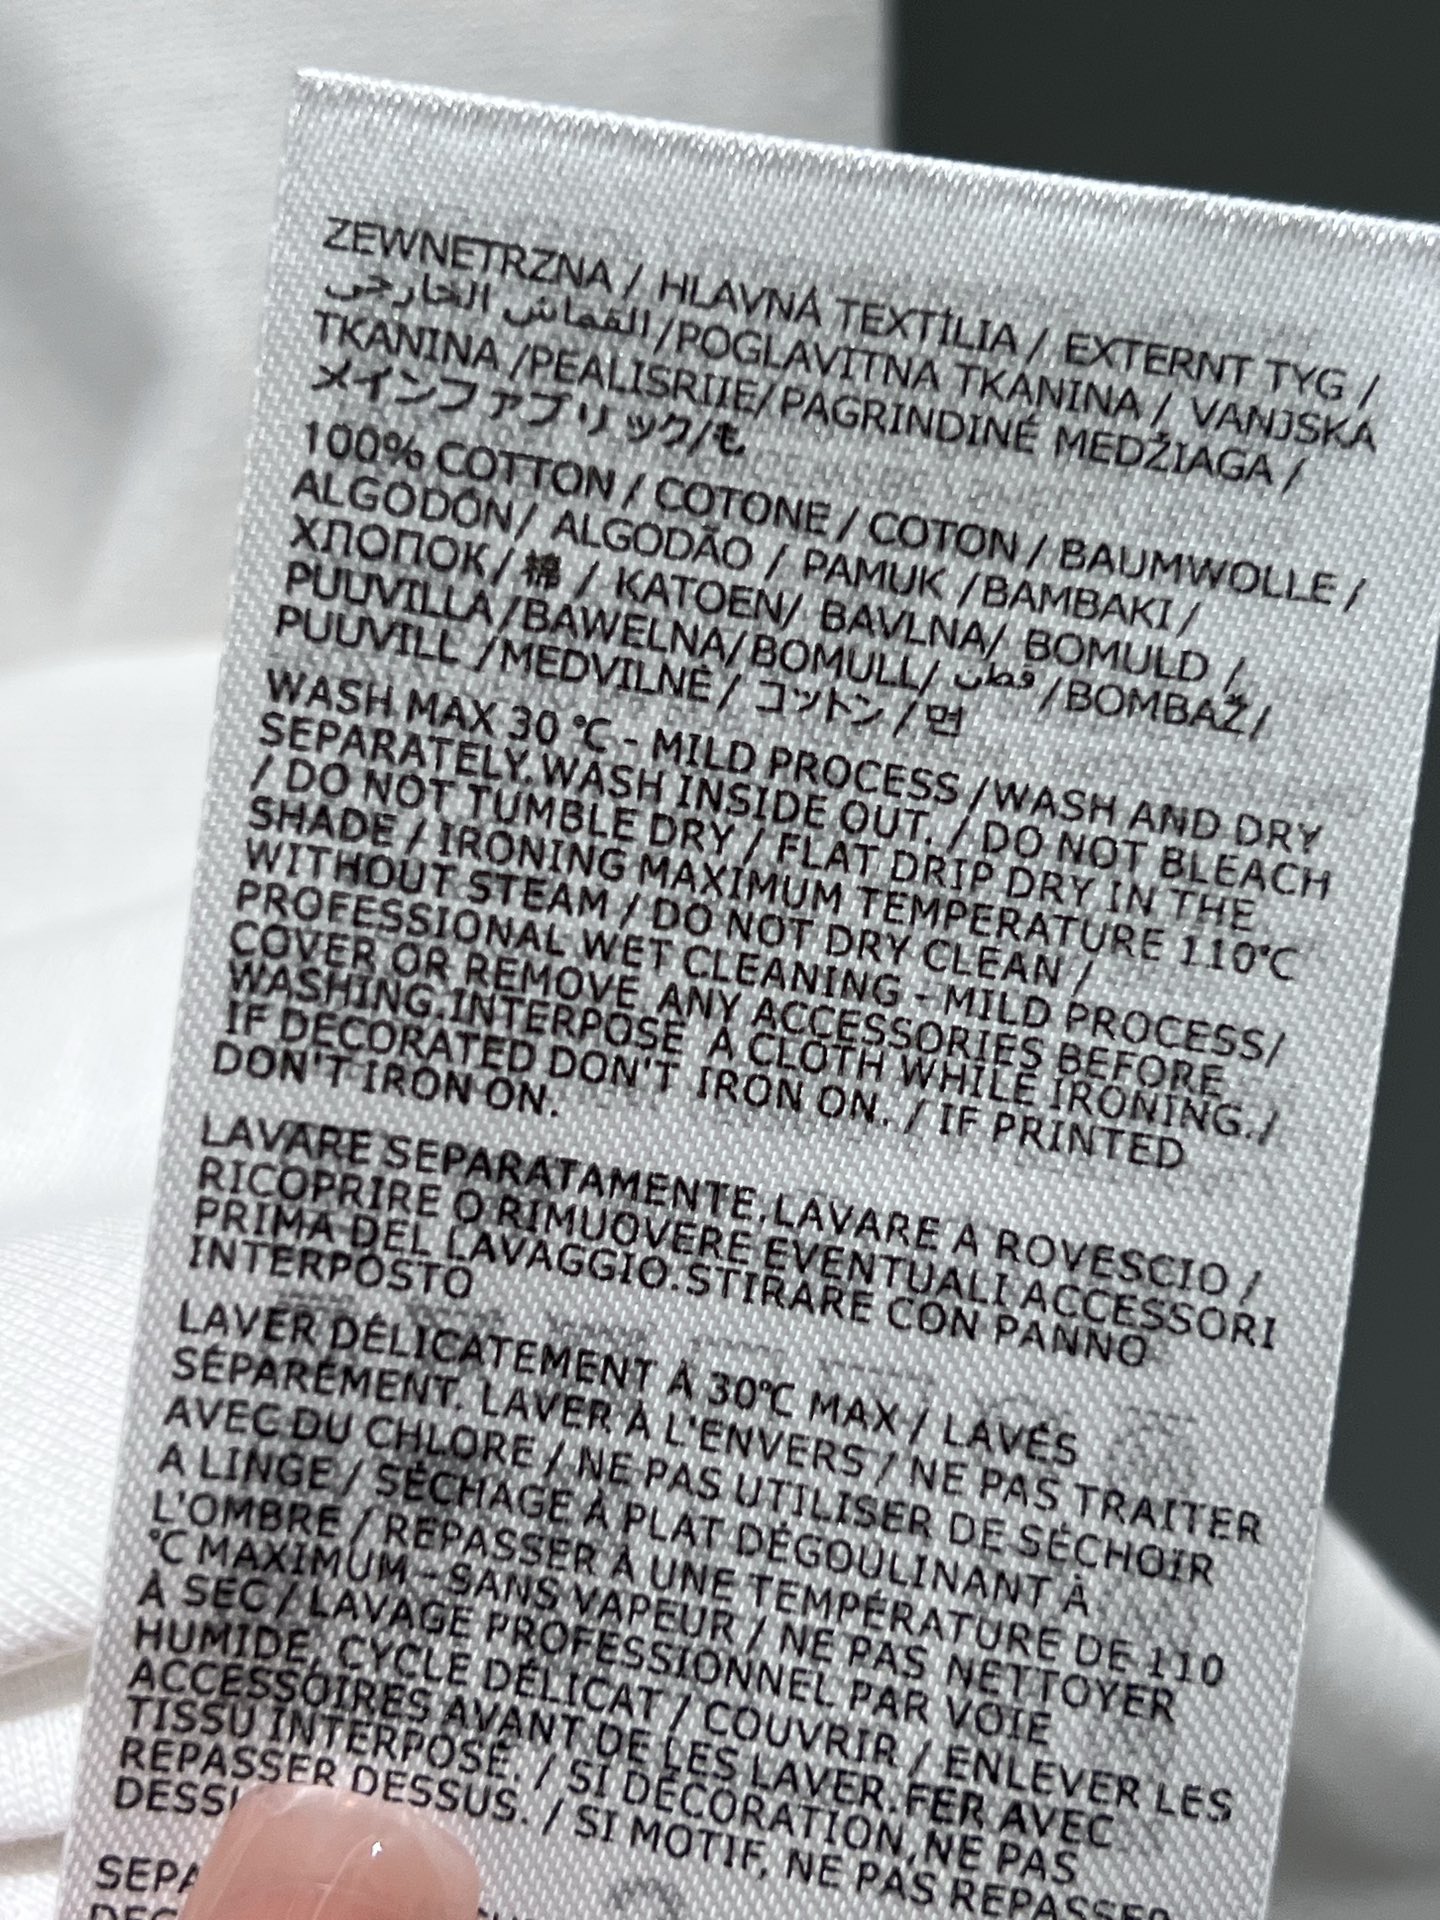 ZEWNETRZNA / HLAVNÁ TEXTÍLIA / EXTERNT TYG /
القماش الخارجي/POGLAVITNA TKANINA / VANJSKA
TKANINA /PEALISRIIE/PAGRINDINÉ MEDŽIAGA /
メインファブリック/も
100% COTTON / COTONE / COTON / BAUMWOLLE /
ALGODÓN/ ALGODÃO / PAMUK /BAMBAKI /
ХЛОПОК/ 棉 / KATOEN/ BAVLNA/ BOMULD /
PUUVILLA /BAWELNA/BOMULL/ قطن /BOMBAŽ/
PUUVILL /MEDVILNÉ / コットン / 면
WASH MAX 30 °C - MILD PROCESS /WASH AND DRY
SEPARATELY.WASH INSIDE OUT. / DO NOT BLEACH
/ DO NOT TUMBLE DRY / FLAT DRIP DRY IN THE
SHADE / IRONING MAXIMUM TEMPERATURE 110°C
WITHOUT STEAM / DO NOT DRY CLEAN /
PROFESSIONAL WET CLEANING - MILD PROCESS/
COVER OR REMOVE ANY ACCESSORIES BEFORE
WASHING.INTERPOSE A CLOTH WHILE IRONING./
IF DECORATED DON'T IRON ON. / IF PRINTED
DON'T IRON ON.
LAVARE SEPARATAMENTE.LAVARE A ROVESCIO /
RICOPRIRE O RIMUOVERE EVENTUALI ACCESSORI
PRIMA DEL LAVAGGIO.STIRARE CON PANNO
INTERPOSTO
LAVER DÉLICATEMENT À 30°C MAX / LAVÉS
SÉPARÉMENT. LAVER À L'ENVERS / NE PAS TRAITER
AVEC DU CHLORE / NE PAS UTILISER DE SÉCHOIR
A LINGE / SÉCHAGE À PLAT DÉGOULINANT À
L'OMBRE / REPASSER À UNE TEMPÉRATURE DE 110
°C MAXIMUM - SANS VAPEUR / NE PAS NETTOYER
À SEC / LAVAGE PROFESSIONNEL PAR VOIE
HUMIDE, CYCLE DÉLICAT / COUVRIR / ENLEVER LES
ACCESSOIRES AVANT DE LES LAVER.FER AVEC
TISSU INTERPOSÉ. / SI DÉCORATION, NE PAS
REPASSER DESSUS. / SI MOTIF, NE PAS REPASSER